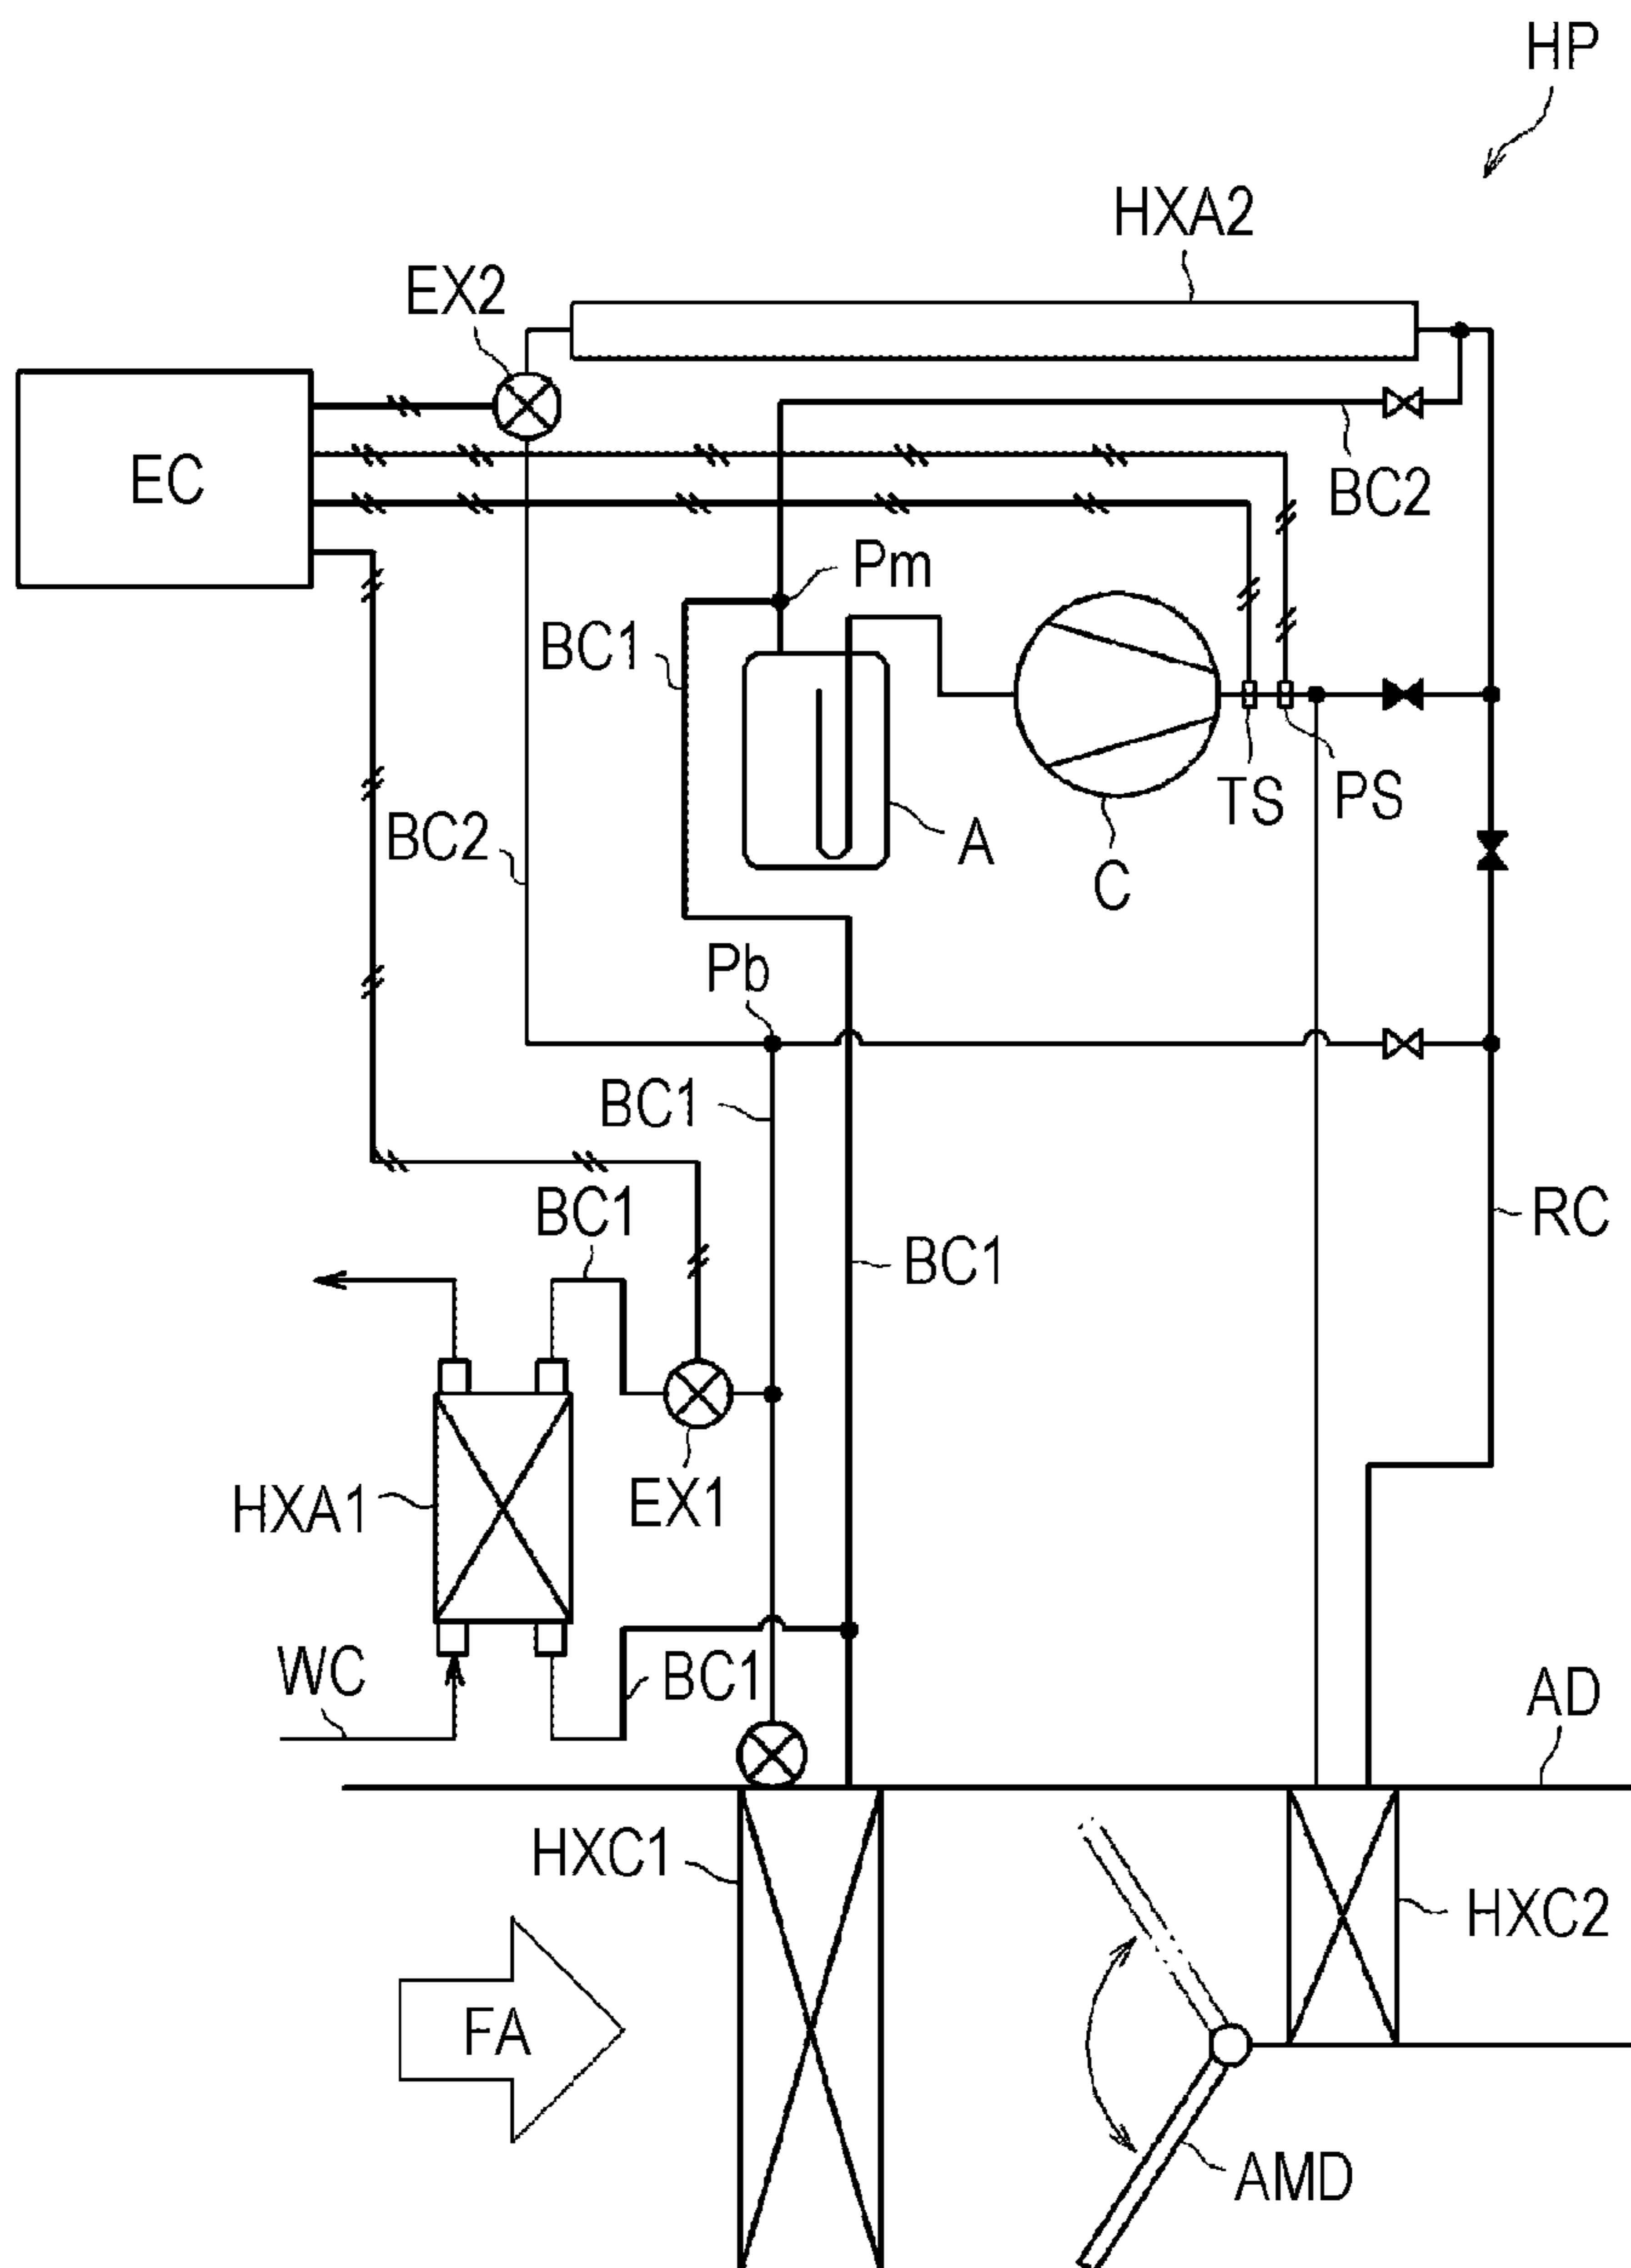 HP
HXA2
EX2
EC
BC2
Pm
BC1
TS
PS
BC2
A
C
Pb
BC1
BC1
RC
BC1
HXA1
EX1
WC
BC1
AD
HXC1
HXC2
FA
AMD